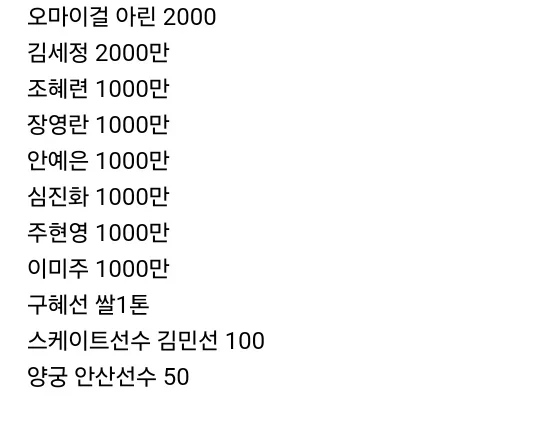 오마이걸 아린 2000
김세정 2000만
조혜련 1000만
장영란 1000만
안예은 1000만
심진화 1000만
주현영 1000만
이미주 1000만
구혜선 쌀1톤
스케이트선수 김민선 100
양궁 안산선수 50